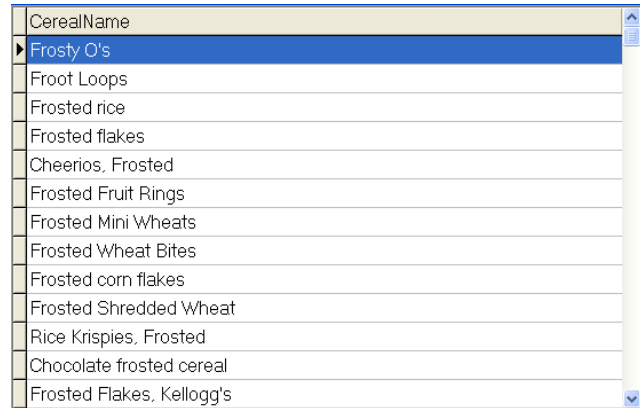 CerealName
Frosty O's
Froot Loops
Frosted rice
Frosted flakes
Cheerios, Frosted
Frosted Fruit Rings
Frosted Mini Wheats
Frosted Wheat Bites
Frosted corn flakes
Frosted Shredded Wheat
Rice Krispies, Frosted
Chocolate frosted cereal
Frosted Flakes, Kellogg's